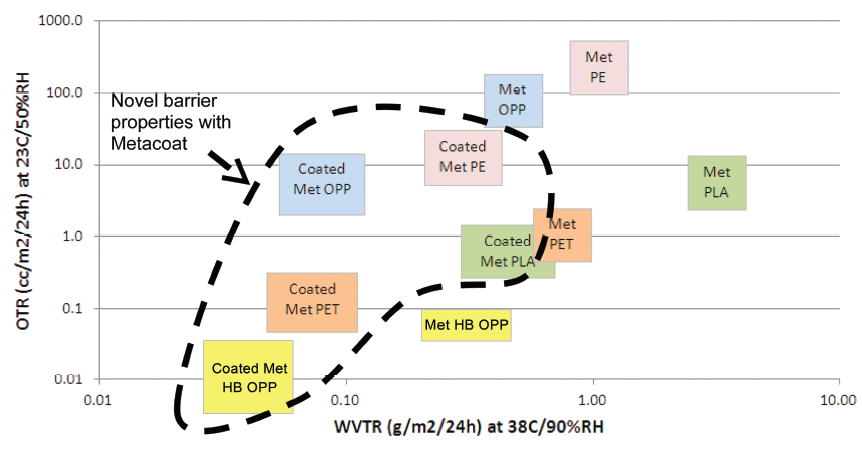 1000.0
100.0
10.0
1.0
0.1
0.01
OTR (cc/m2/24h) at 23C/50%RH
Novel barrier
properties with
Metacoat
Met
PE
Met
OPP
Coated
Met PE
Coated
Met OPP
Met
PLA
Met
PET
Coated
Met PLA
Coated
Met PET
Met HB OPP
Coated Met
HB OPP
0.01
0.10
1.00
10.00
WVTR (g/m2/24h) at 38C/90%RH